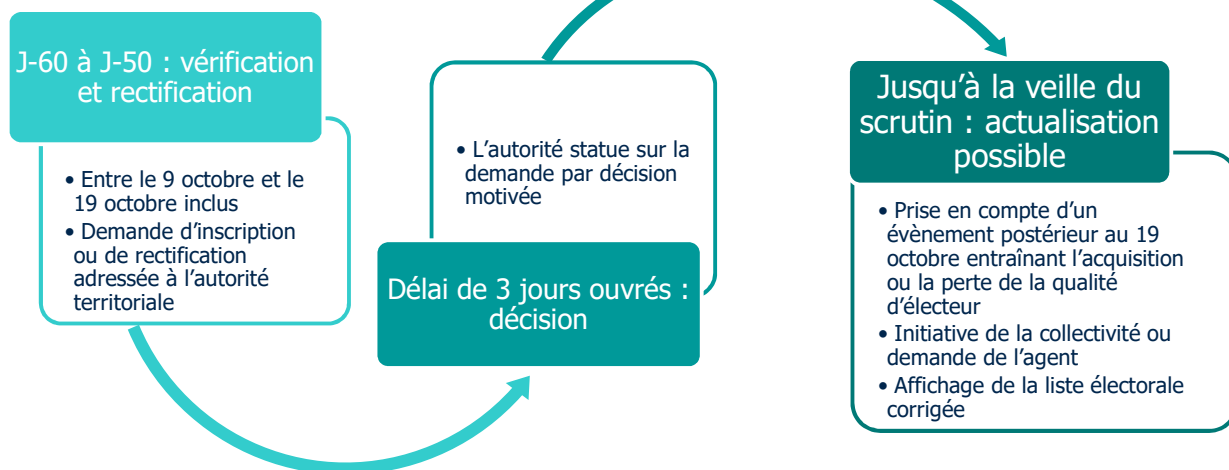 J-60 à J-50 : vérification
et rectification
• Entre le 9 octobre et le
19 octobre inclus
• Demande d’inscription
ou de rectification
adressée à l’autorité
territoriale
• L’autorité statue sur la
demande par décision
motivée
Délai de 3 jours ouvrés :
décision
Jusqu’à la veille du
scrutin : actualisation
possible
• Prise en compte d’un
évènement postérieur au 19
octobre entraînant l’acquisition
ou la perte de la qualité
d’électeur
• Initiative de la collectivité ou
demande de l’agent
• Affichage de la liste électorale
corrigée